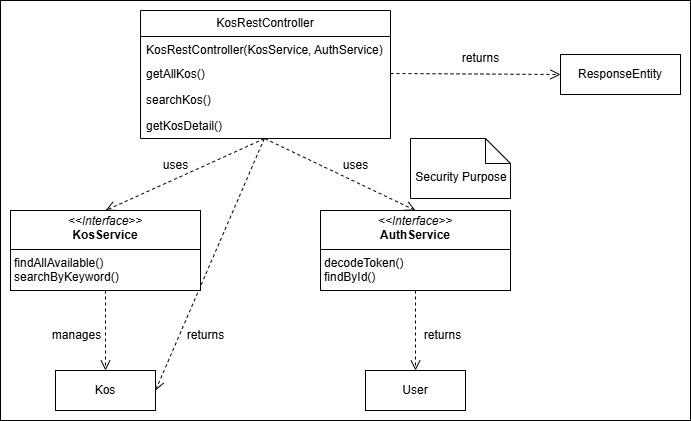 KosRestController
KosRestController(KosService, AuthService)
getAllKos()
searchKos()
getKosDetail()
returns
ResponseEntity
uses
uses
Security Purpose
<<Interface>>
KosService
findAllAvailable()
searchByKeyword()
<<Interface>>
AuthService
decodeToken()
findById()
manages
returns
returns
Kos
User